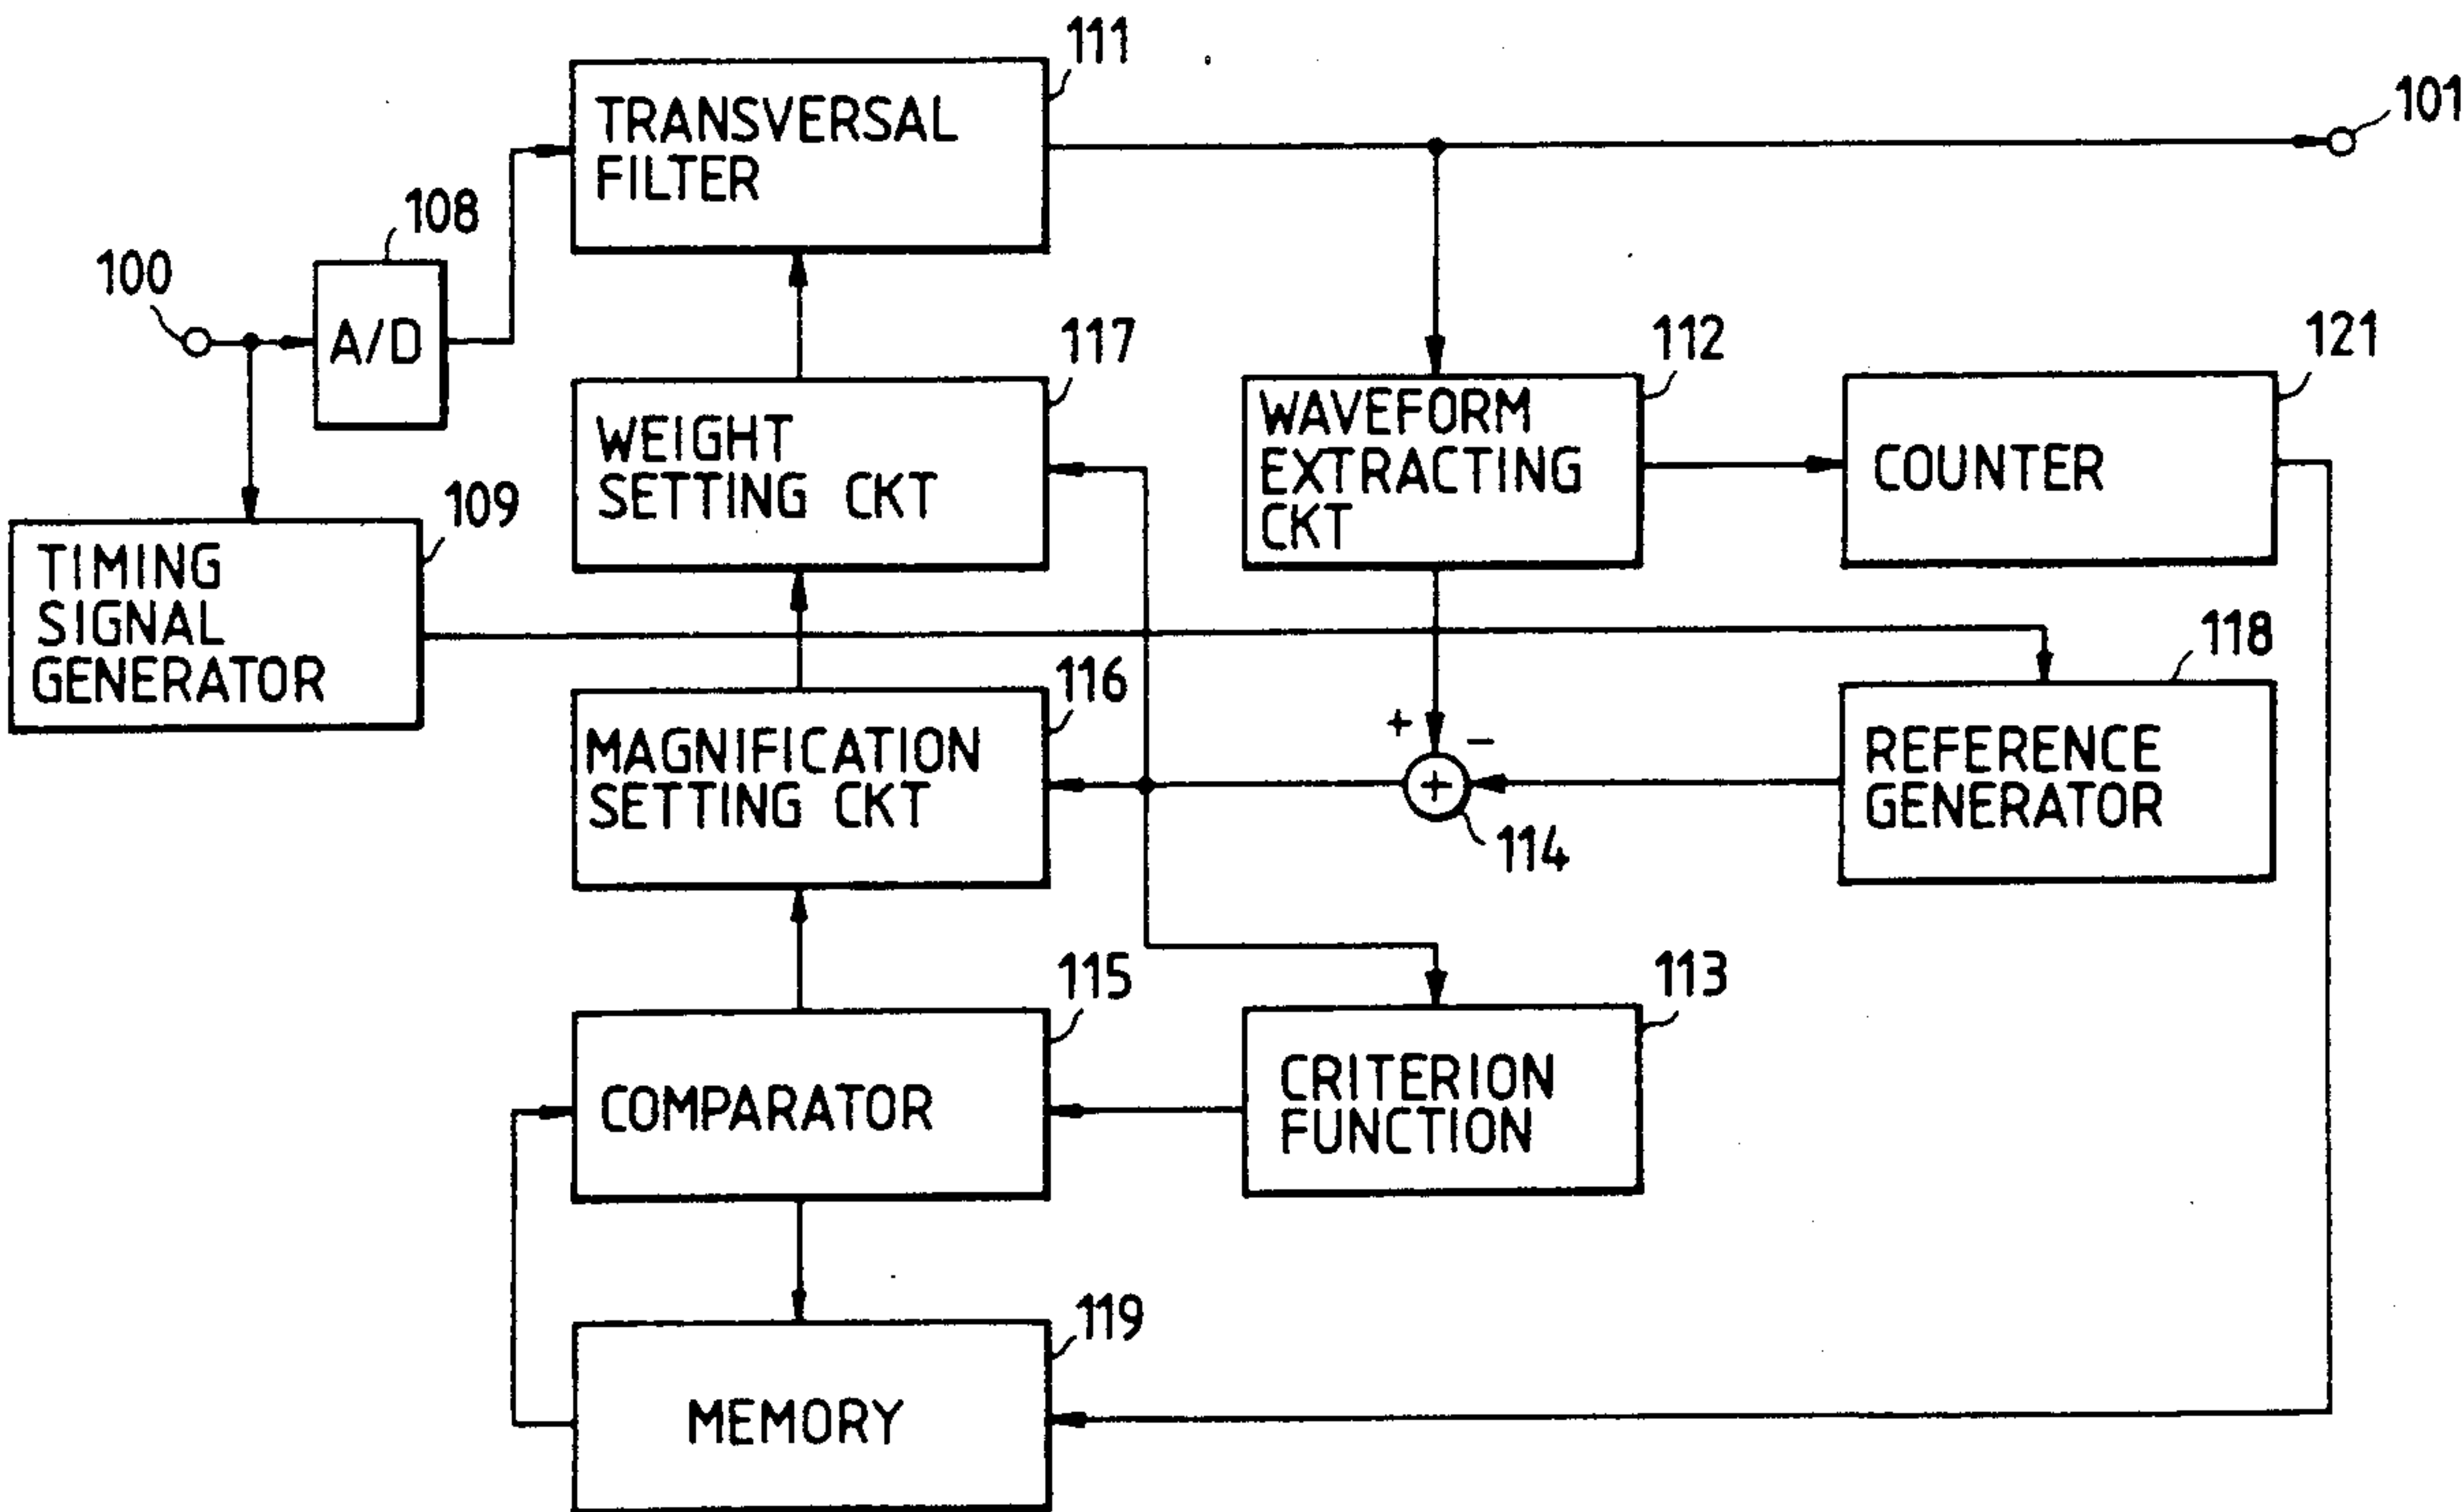 111
TRANSVERSAL
FILTER
101
108
100
A/D
117
112
121
WEIGHT
SETTING CKT
WAVEFORM
EXTRACTING
CKT
COUNTER
109
TIMING
SIGNAL
GENERATOR
116
118
MAGNIFICATION
SETTING CKT
+
−
+
114
REFERENCE
GENERATOR
115
113
COMPARATOR
CRITERION
FUNCTION
119
MEMORY